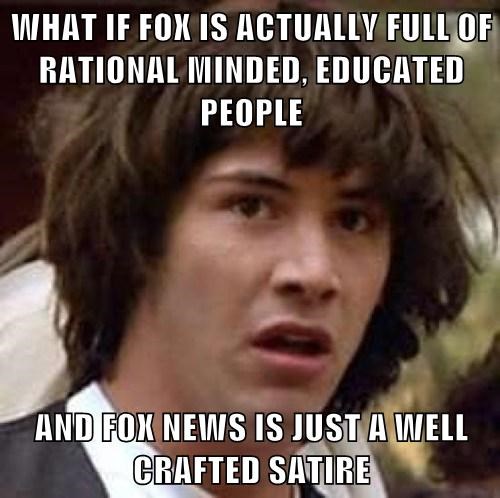 WHAT IF FOX IS ACTUALLY FULL OF
RATIONAL MINDED, EDUCATED
PEOPLE
AND FOX NEWS IS JUST A WELL
CRAFTED SATIRE